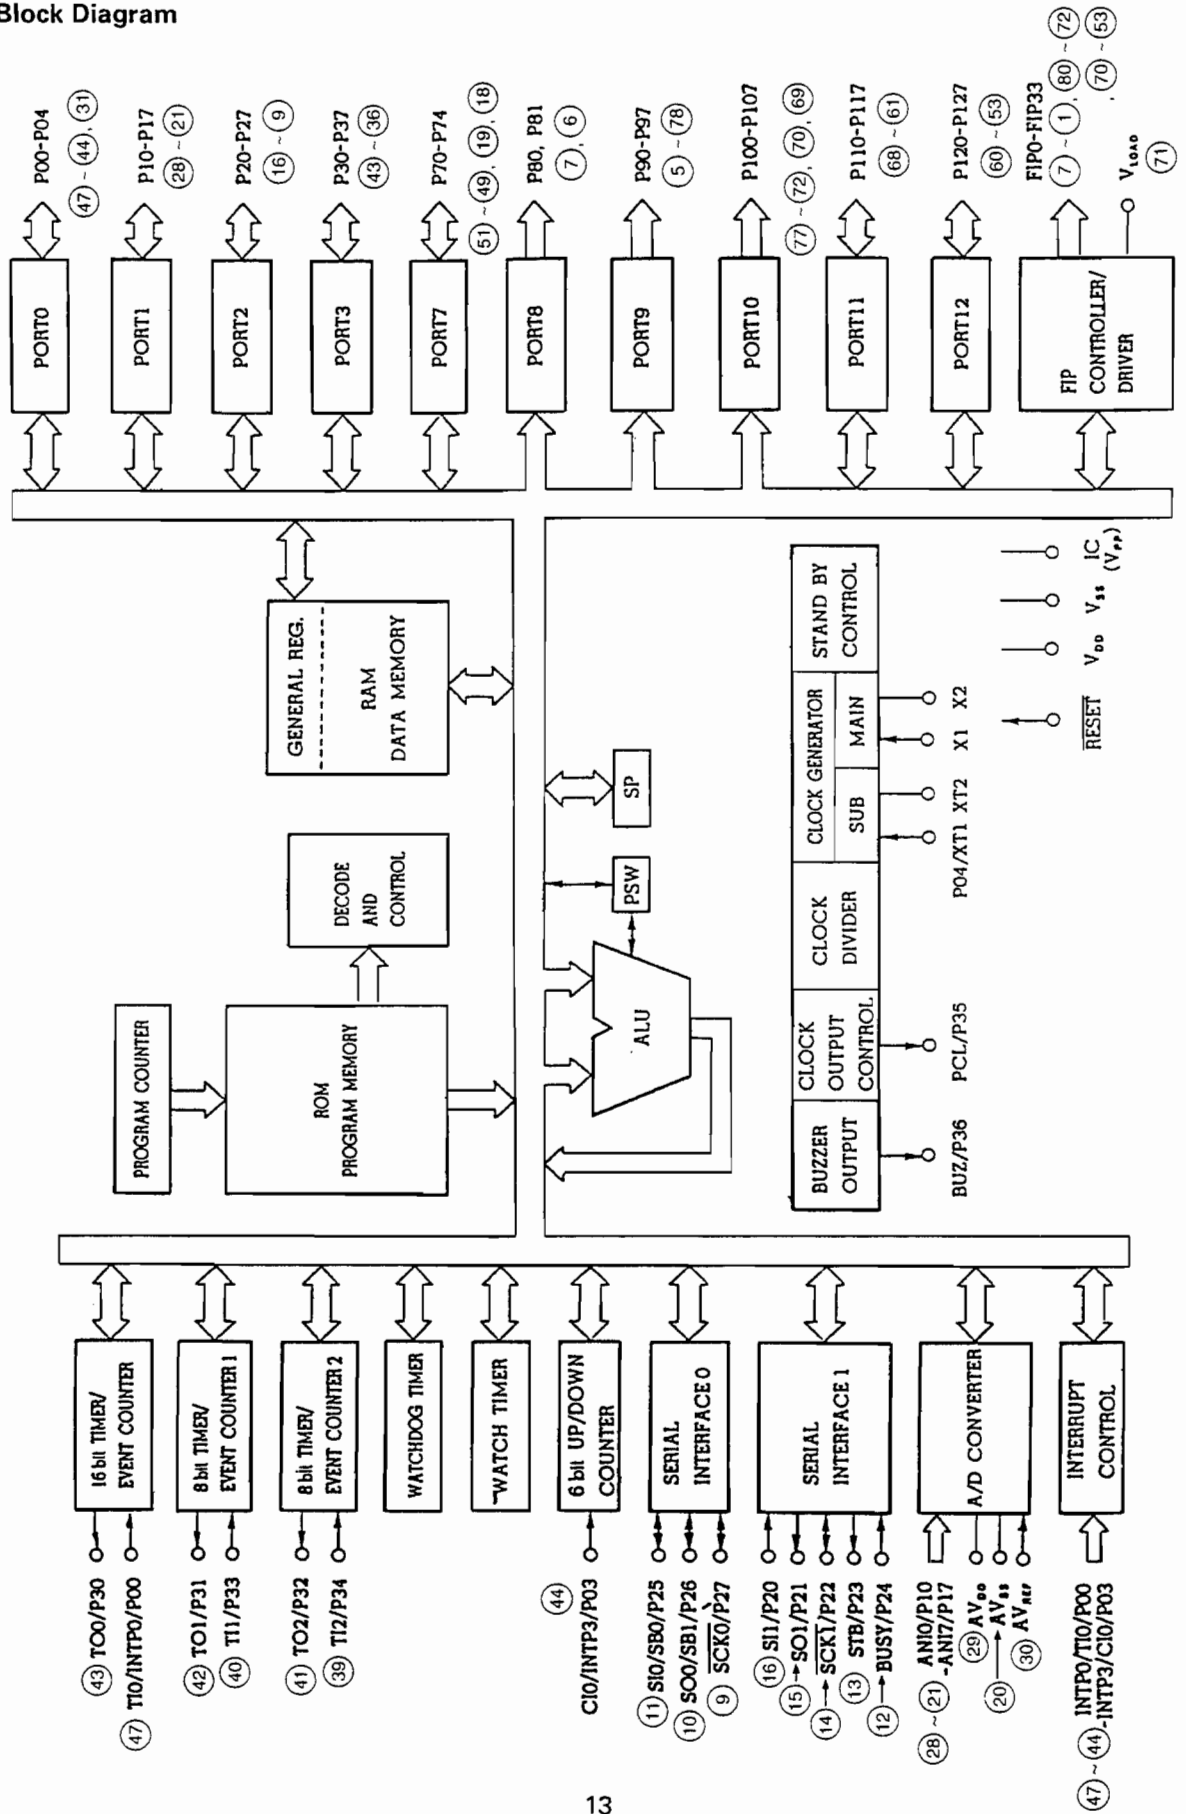 Block Diagram
P00-P04
47 ~ 44, 31
P10-P17
28 ~ 21
P20-P27
16 ~ 9
P30-P37
43 ~ 36
P70-P74
51 ~ 49, 19, 18
P80, P81
7, 6
P90-P97
5 ~ 78
P100-P107
77 ~ 72, 70, 69
P110-P117
68 ~ 61
P120-P127
60 ~ 53
FIP0-FIP33
7 ~ 1, 80 ~ 72
, 70 ~ 53
VLOAD
71
PORT0
PORT1
PORT2
PORT3
PORT7
PORT8
PORT9
PORT10
PORT11
PORT12
FIP
CONTROLLER/
DRIVER
GENERAL REG.
RAM
DATA MEMORY
DECODE
AND
CONTROL
PROGRAM COUNTER
ROM
PROGRAM MEMORY
SP
PSW
ALU
STAND BY
CONTROL
CLOCK GENERATOR
MAIN
SUB
CLOCK
DIVIDER
CLOCK
OUTPUT
CONTROL
BUZZER
OUTPUT
IC
(VPP)
VSS
VDD
RESET
X2
X1
XT2
P04/XT1
PCL/P35
BUZ/P36
16 bit TIMER/
EVENT COUNTER
8 bit TIMER/
EVENT COUNTER 1
8 bit TIMER/
EVENT COUNTER 2
WATCHDOG TIMER
WATCH TIMER
6 bit UP/DOWN
COUNTER
SERIAL
INTERFACE 0
SERIAL
INTERFACE 1
A/D CONVERTER
INTERRUPT
CONTROL
43 TO0/P30
47 TI0/INTP0/P00
42 TO1/P31
40 TI1/P33
41 TO2/P32
39 TI2/P34
44
CI0/INTP3/P03
11 SI0/SB0/P25
10 SO0/SB1/P26
9 SCK0/P27
16 SI1/P20
15 SO1/P21
14 SCK1/P22
13 STB/P23
12 BUSY/P24
28 ~ 21 ANI0/P10
-ANI7/P17
29 AVDD
20 AVSS
30 AVREF
INTP0/TI0/P00
47 ~ 44 -INTP3/CI0/P03
13